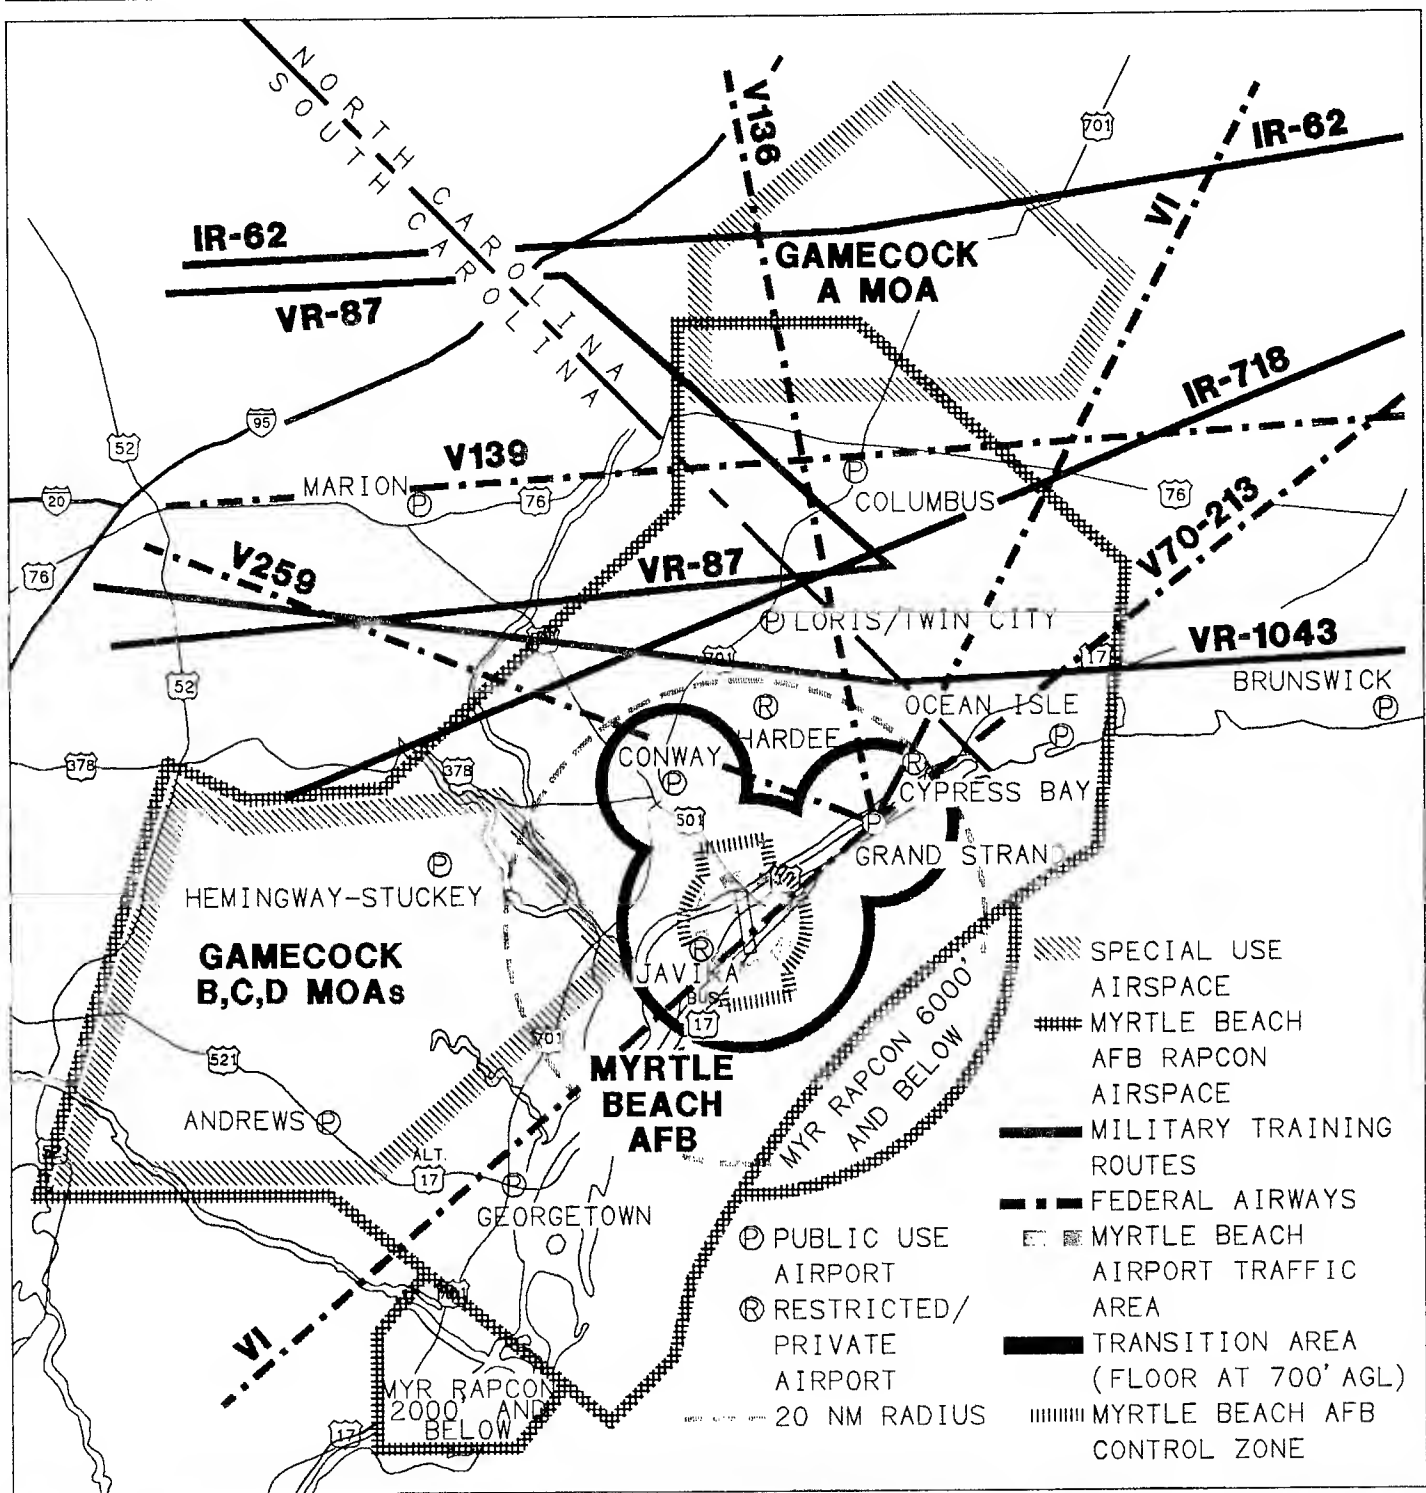 NORTH CAROLINA
SOUTH CAROLINA
V136
701
IR-62
V1
IR-62
GAMECOCK
A MOA
VR-87
IR-718
95
52
V139
MARION
P
76
20
P
COLUMBUS
76
V70-213
76
V259
VR-87
P LORIS/TWIN CITY
701
17
VR-1043
52
BRUNSWICK
P
R
HARDEE
OCEAN ISLE
P
378
378
CONWAY
P
R
CYPRESS BAY
501
P
GRAND STRAND
P
HEMINGWAY-STUCKEY
GAMECOCK
B,C,D MOAs
R
JAVIKA
BUS.
17
MYR RAPCON 6000'
AND BELOW
521
701
MYRTLE
BEACH
AFB
ANDREWS P
ALT.
17
P
GEORGETOWN
V1
MYR RAPCON
2000' AND
BELOW
17
P PUBLIC USE
AIRPORT
R RESTRICTED/
PRIVATE
AIRPORT
20 NM RADIUS
SPECIAL USE
AIRSPACE
MYRTLE BEACH
AFB RAPCON
AIRSPACE
MILITARY TRAINING
ROUTES
FEDERAL AIRWAYS
MYRTLE BEACH
AIRPORT TRAFFIC
AREA
TRANSITION AREA
(FLOOR AT 700' AGL)
MYRTLE BEACH AFB
CONTROL ZONE